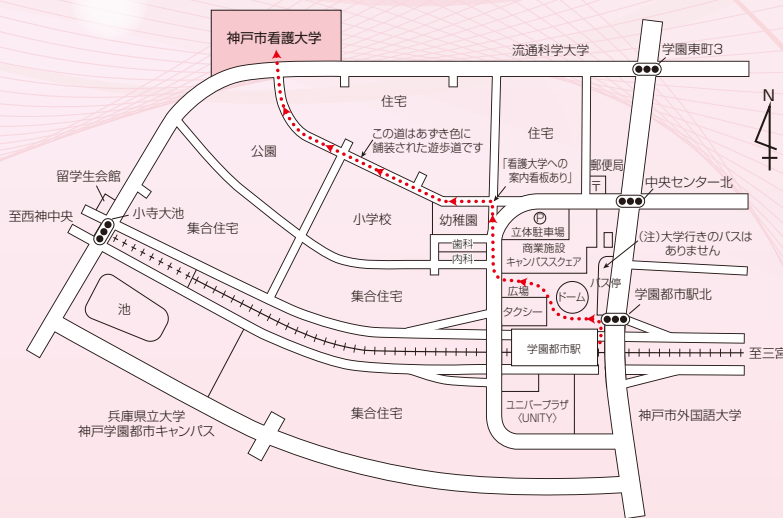 神戸市看護大学
流通科学大学
学園東町3
住宅
この道はあずき色に
舗装された遊歩道です
住宅
N
公園
「看護大学への
案内看板あり」
郵便局
〒
中央センター北
留学生会館
至西神中央
小寺大池
集合住宅
小学校
幼稚園
P
立体駐車場
商業施設
キャンパススクェア
(注)大学行きのバスは
ありません
歯科
内科
バス停
集合住宅
広場
ドーム
タクシー
学園都市駅北
池
学園都市駅
至三宮
兵庫県立大学
神戸学園都市キャンパス
集合住宅
ユニバープラザ
〈UNITY〉
神戸市外国語大学